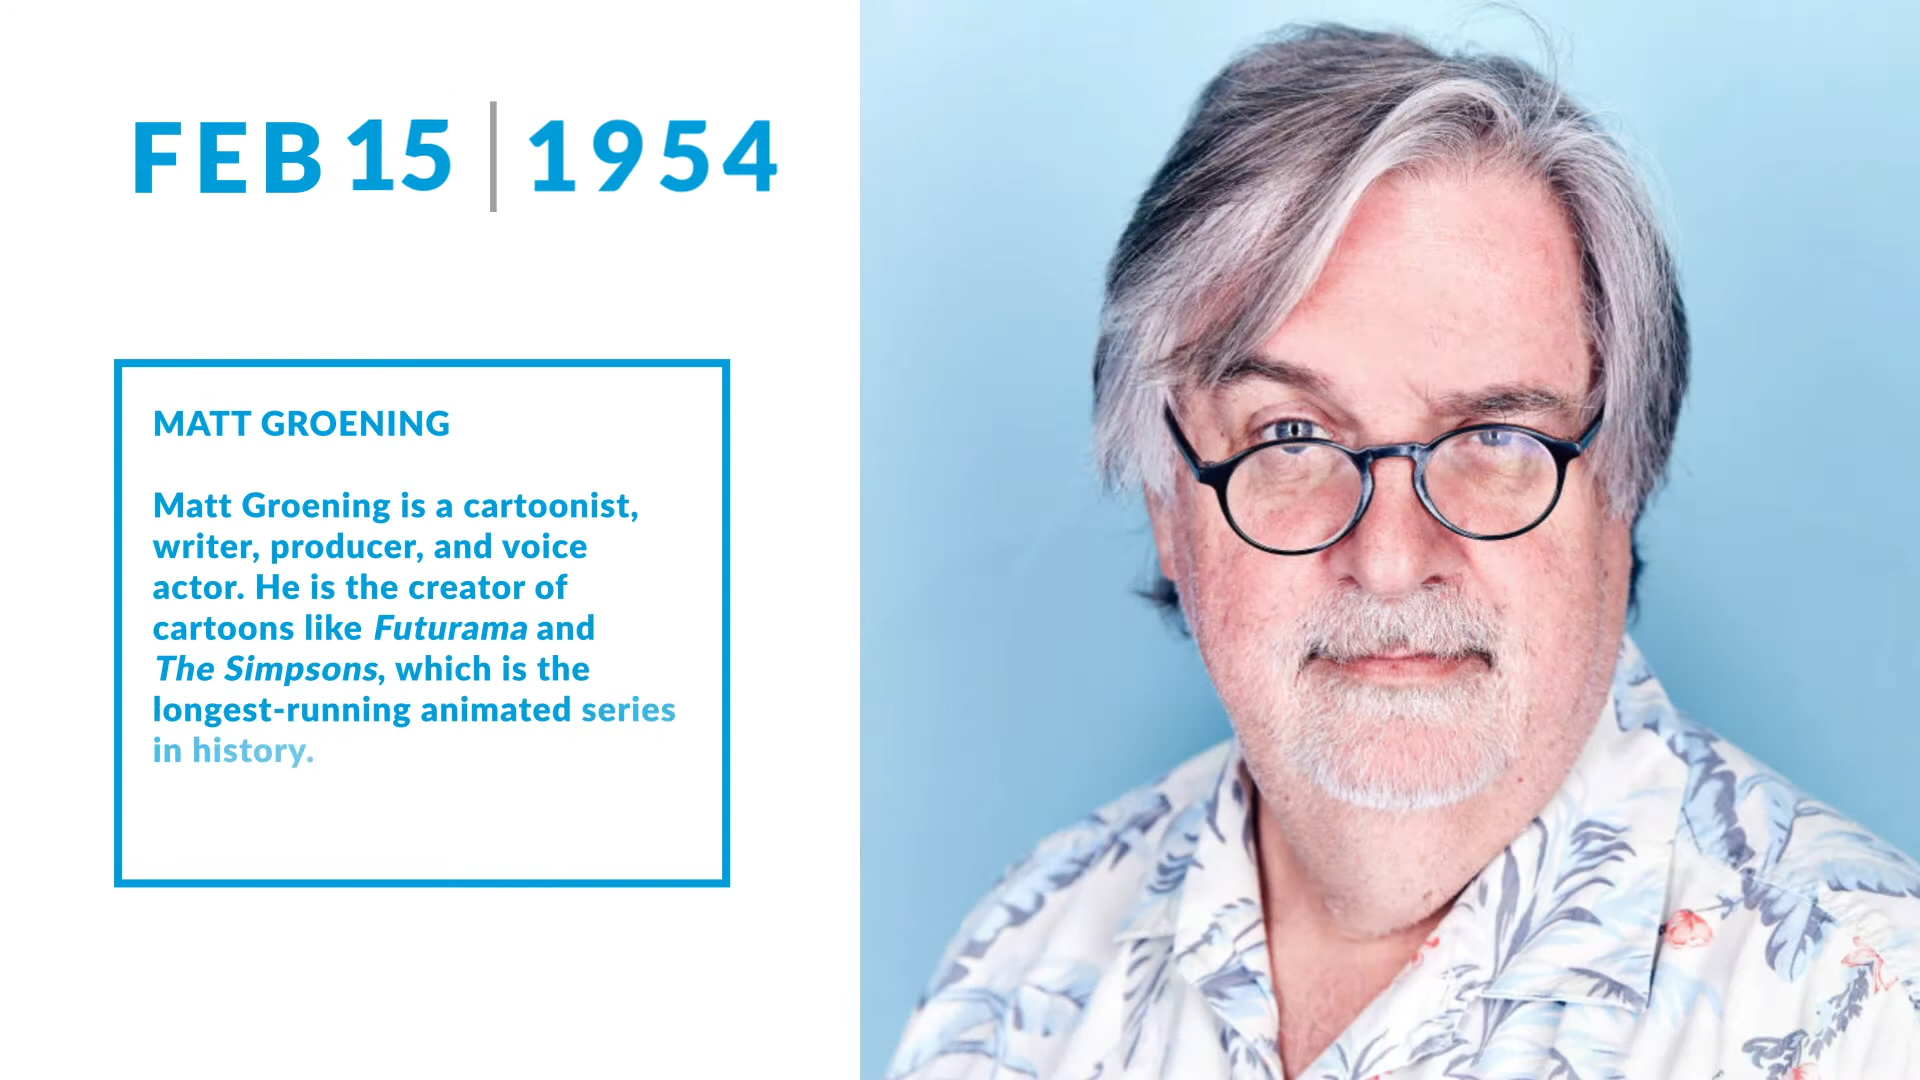 FEB 15 | 1954
MATT GROENING
Matt Groening is a cartoonist,
writer, producer, and voice
actor. He is the creator of
cartoons like Futurama and
The Simpsons, which is the
longest-running animated series
in history.